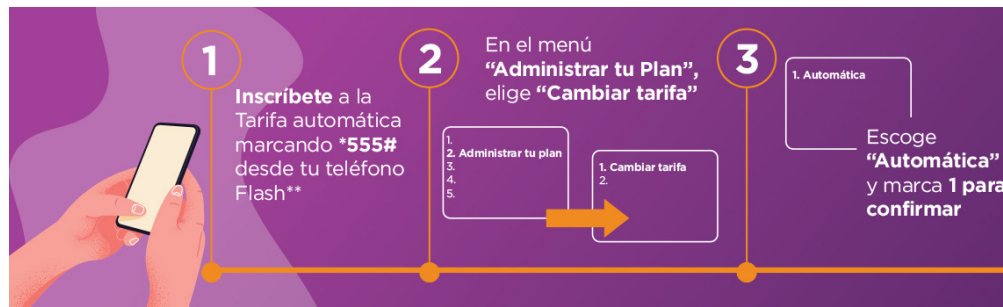 1
Inscríbete a la
Tarifa automática
marcando *555#
desde tu teléfono
Flash**
2
En el menú
“Administrar tu Plan”,
elige “Cambiar tarifa”
1.
2. Administrar tu plan
3.
4.
5.
1. Cambiar tarifa
2.
3
1. Automática
Escoge
“Automática”
y marca 1 para
confirmar